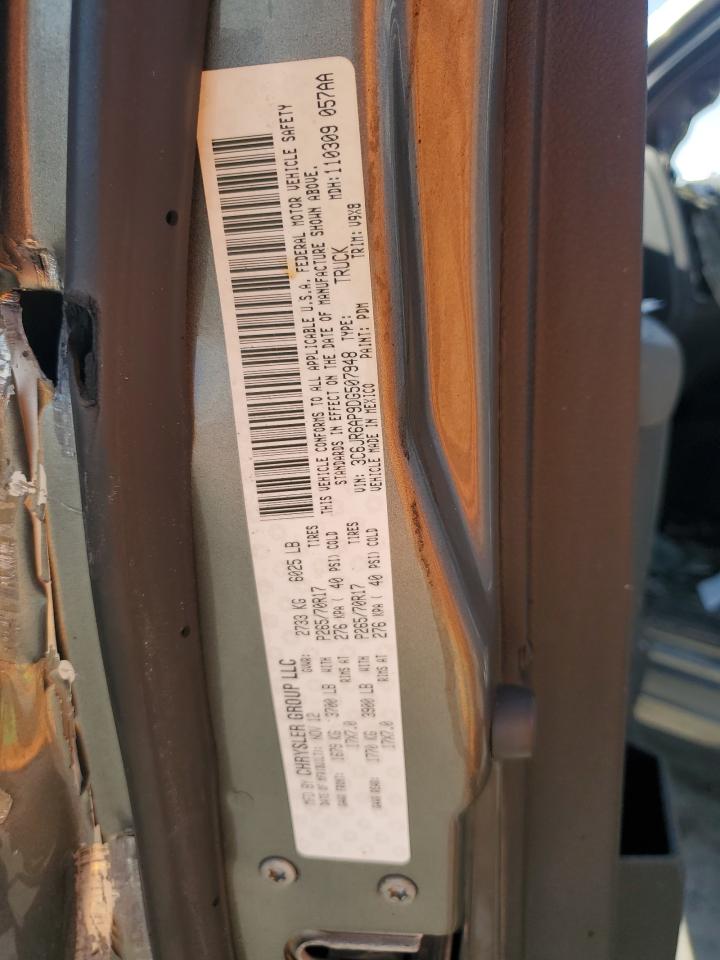 MFD BY CHRYSLER GROUP LLC
DATE OF MFR(BUILT): NOV 12 GVWR: 2733 KG 6025 LB
GAWR FRONT: 1675 KG 3700 LB WITH P265/70R17 TIRES
17X7.0 RIMS AT 276 KPA ( 40 PSI) COLD
GAWR REAR: 1770 KG 3900 LB WITH P265/70R17 TIRES
17X7.0 RIMS AT 276 KPA ( 40 PSI) COLD
THIS VEHICLE CONFORMS TO ALL APPLICABLE U.S.A. FEDERAL MOTOR VEHICLE SAFETY
STANDARDS IN EFFECT ON THE DATE OF MANUFACTURE SHOWN ABOVE. MDH:110309 057AA
VIN: 3C6JR6AP9DG507948 TYPE: TRUCK
VEHICLE MADE IN MEXICO PAINT: PDM TRIM: V9X8